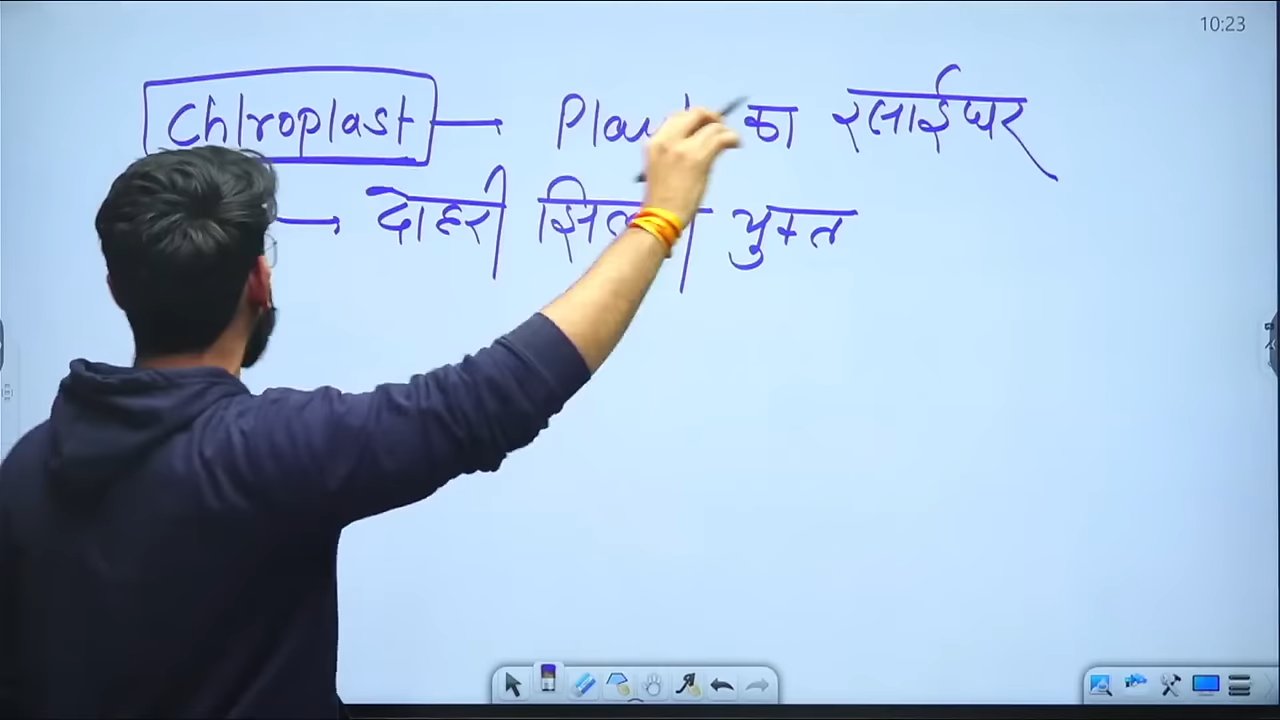 10:23
Chlroplast → का रसोईघर
→ दोहरी युक्त